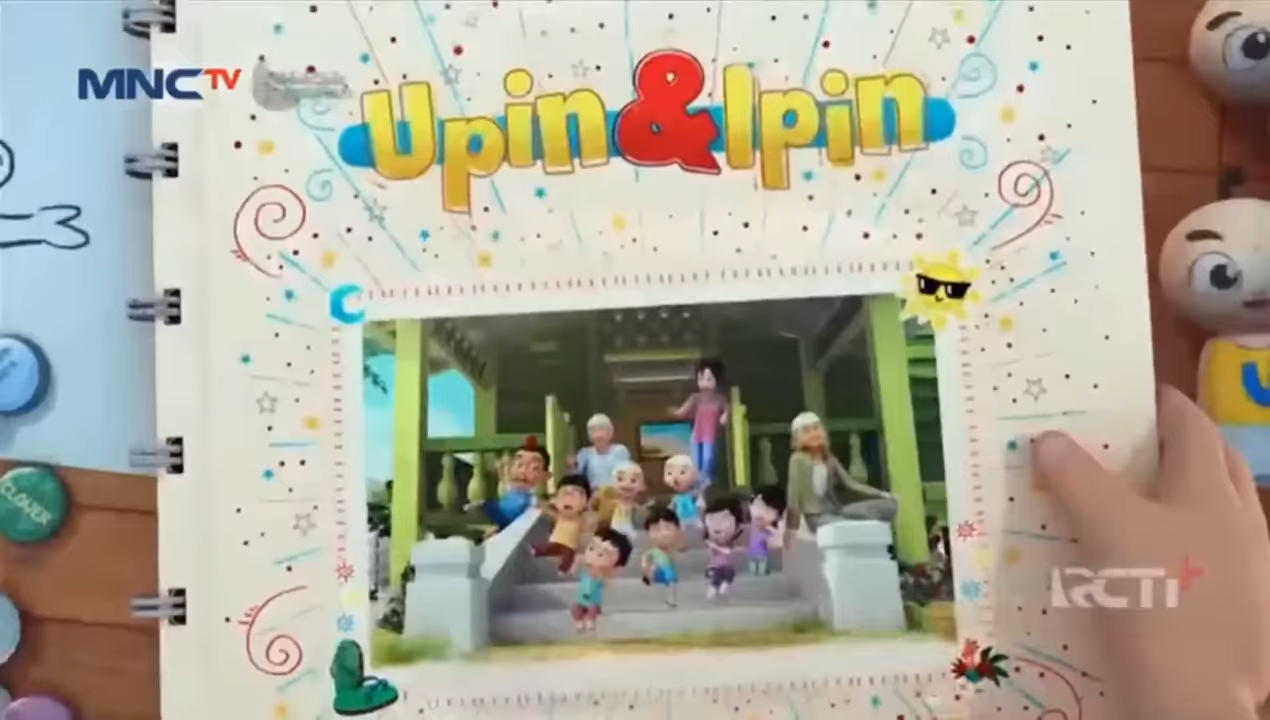 MNCTV
Upin & Ipin
CLOVER
U
RCTI+